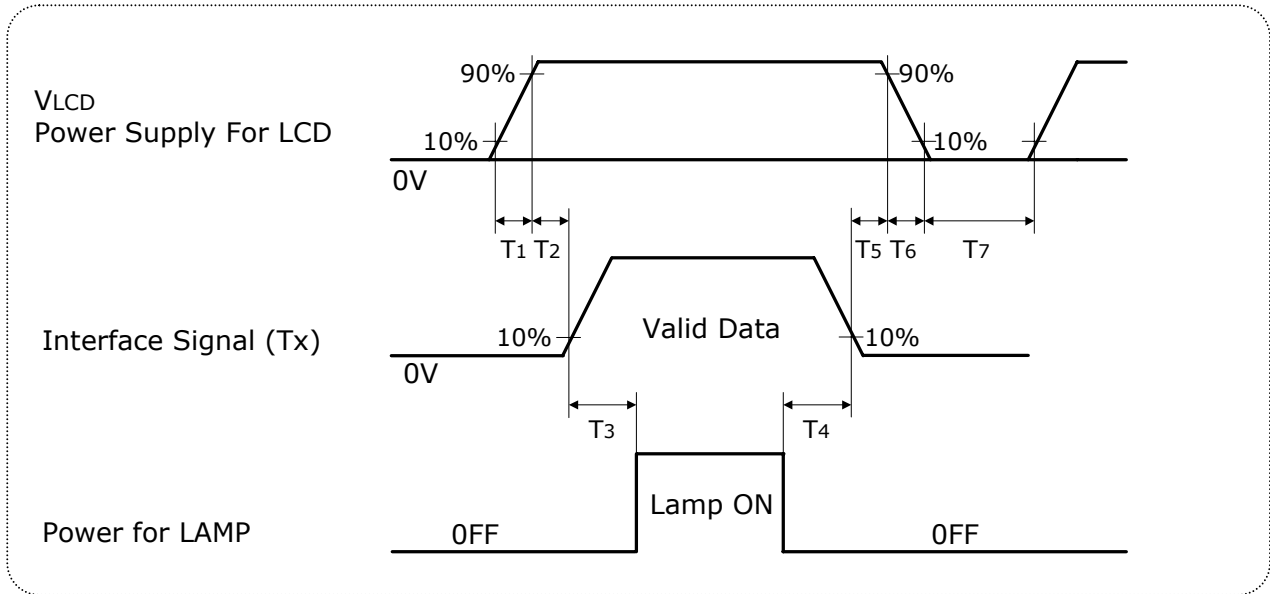 90%
90%
VLCD
Power Supply For LCD
10%
10%
0V
T1 T2
T5 T6
T7
Interface Signal (Tx)
10%
Valid Data
10%
0V
T3
T4
Lamp ON
Power for LAMP
0FF
0FF